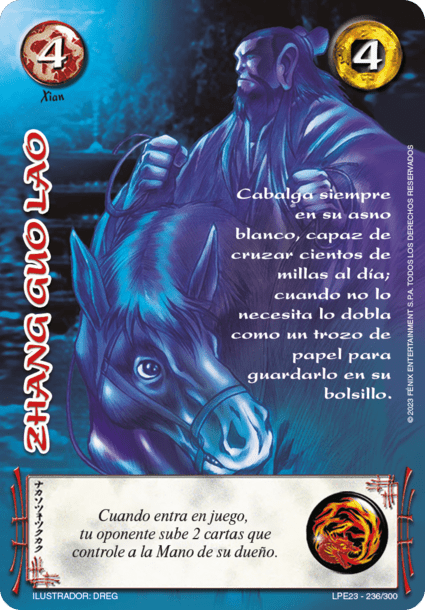 4
Xian
4
ZHANG GUO LAO
Cabalga siempre
en su asno
blanco, capaz de
cruzar cientos de
millas al día;
cuando no lo
necesita lo dobla
como un trozo de
papel para
guardarlo en su
bolsillo.
© 2023 FÉNIX ENTERTAINMENT S.P.A. TODOS LOS DERECHOS RESERVADOS
Cuando entra en juego,
tu oponente sube 2 cartas que
controle a la Mano de su dueño.
ILUSTRADOR: DREG
LPE23 - 236/300